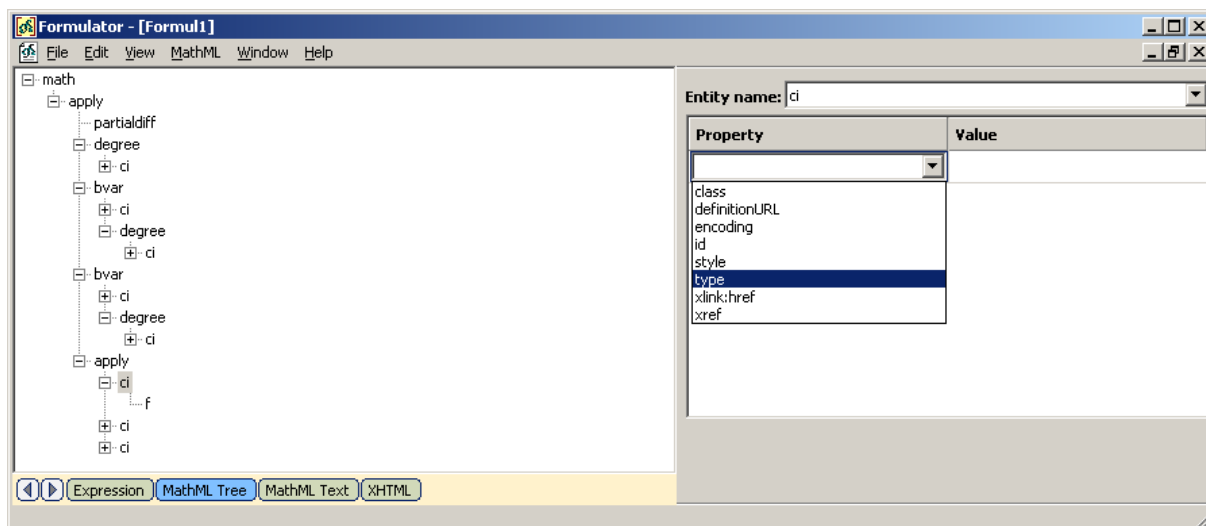 Formulator - [Formul1]
File Edit View MathML Window Help
math
apply
partialdiff
degree
ci
bvar
ci
degree
ci
bvar
ci
degree
ci
apply
ci
f
ci
ci
Expression MathML Tree MathML Text XHTML
Entity name: ci
Property Value
class
definitionURL
encoding
id
style
type
xlink:href
xref